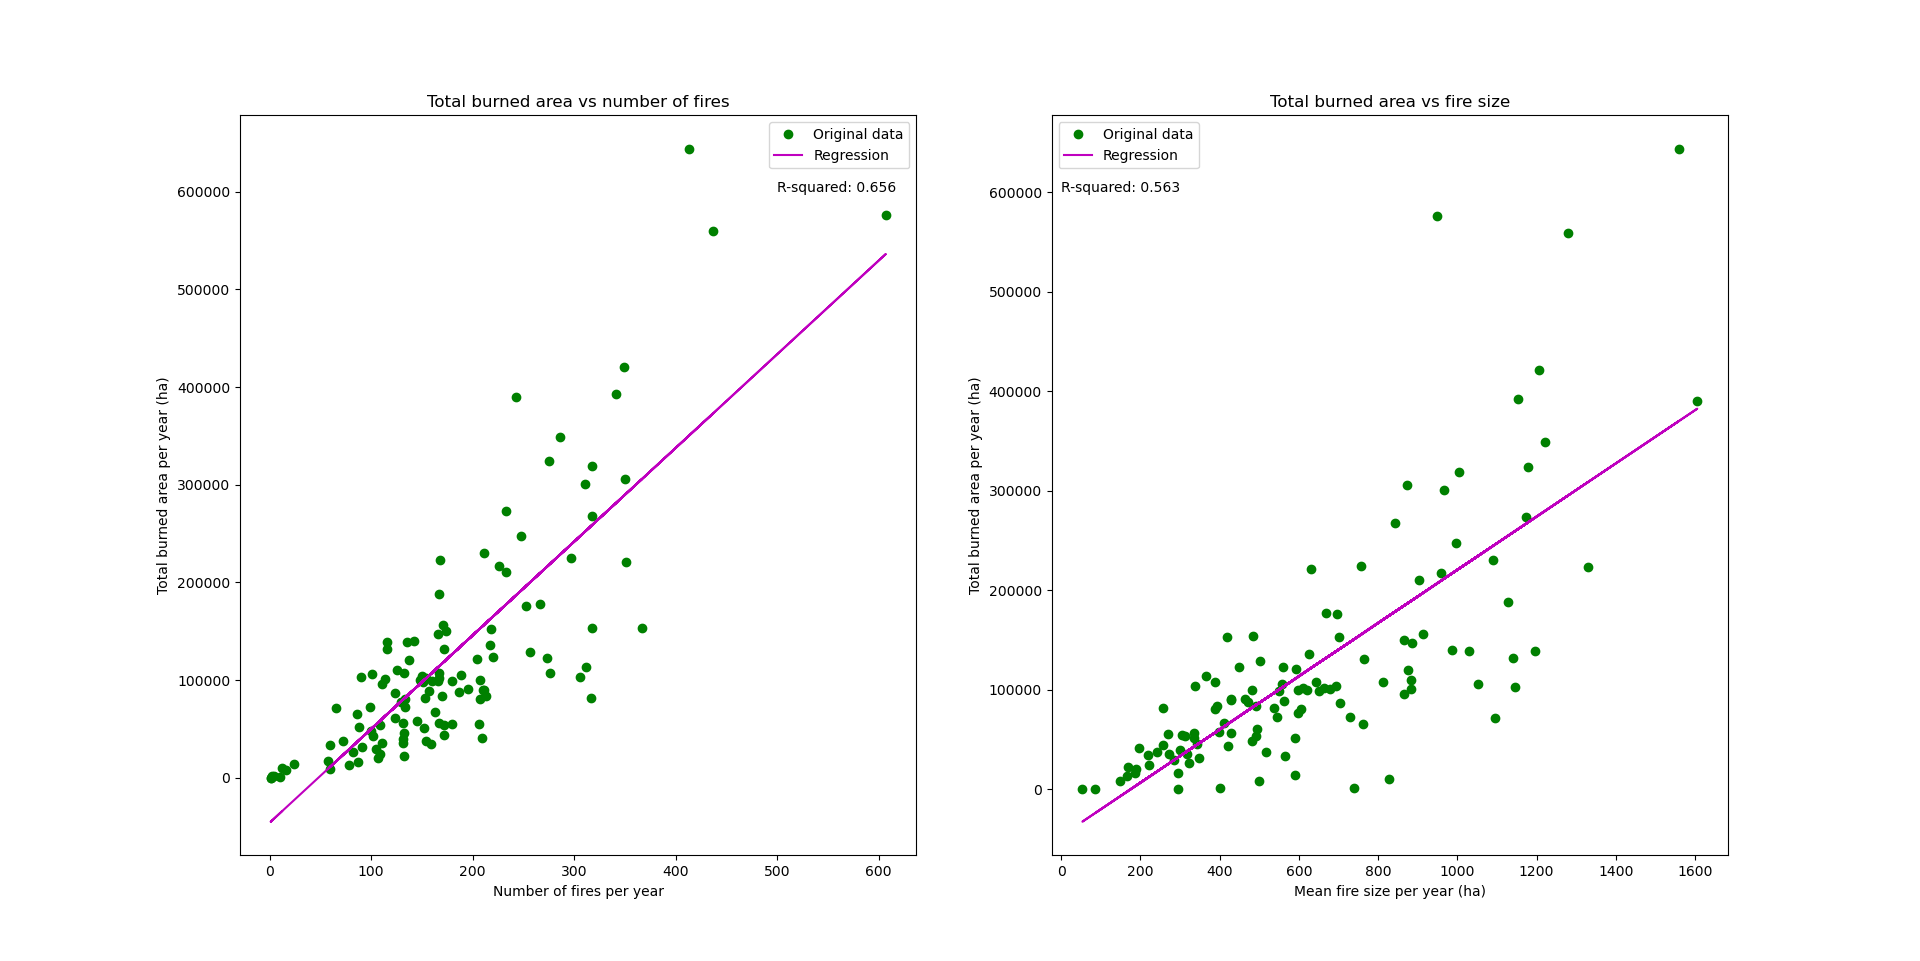 Total burned area vs number of fires
Original data
Regression
R-squared: 0.656
600000
500000
400000
300000
200000
100000
0
Total burned area per year (ha)
0 100 200 300 400 500 600
Number of fires per year
Total burned area vs fire size
Original data
Regression
R-squared: 0.563
600000
500000
400000
300000
200000
100000
0
Total burned area per year (ha)
0 200 400 600 800 1000 1200 1400 1600
Mean fire size per year (ha)